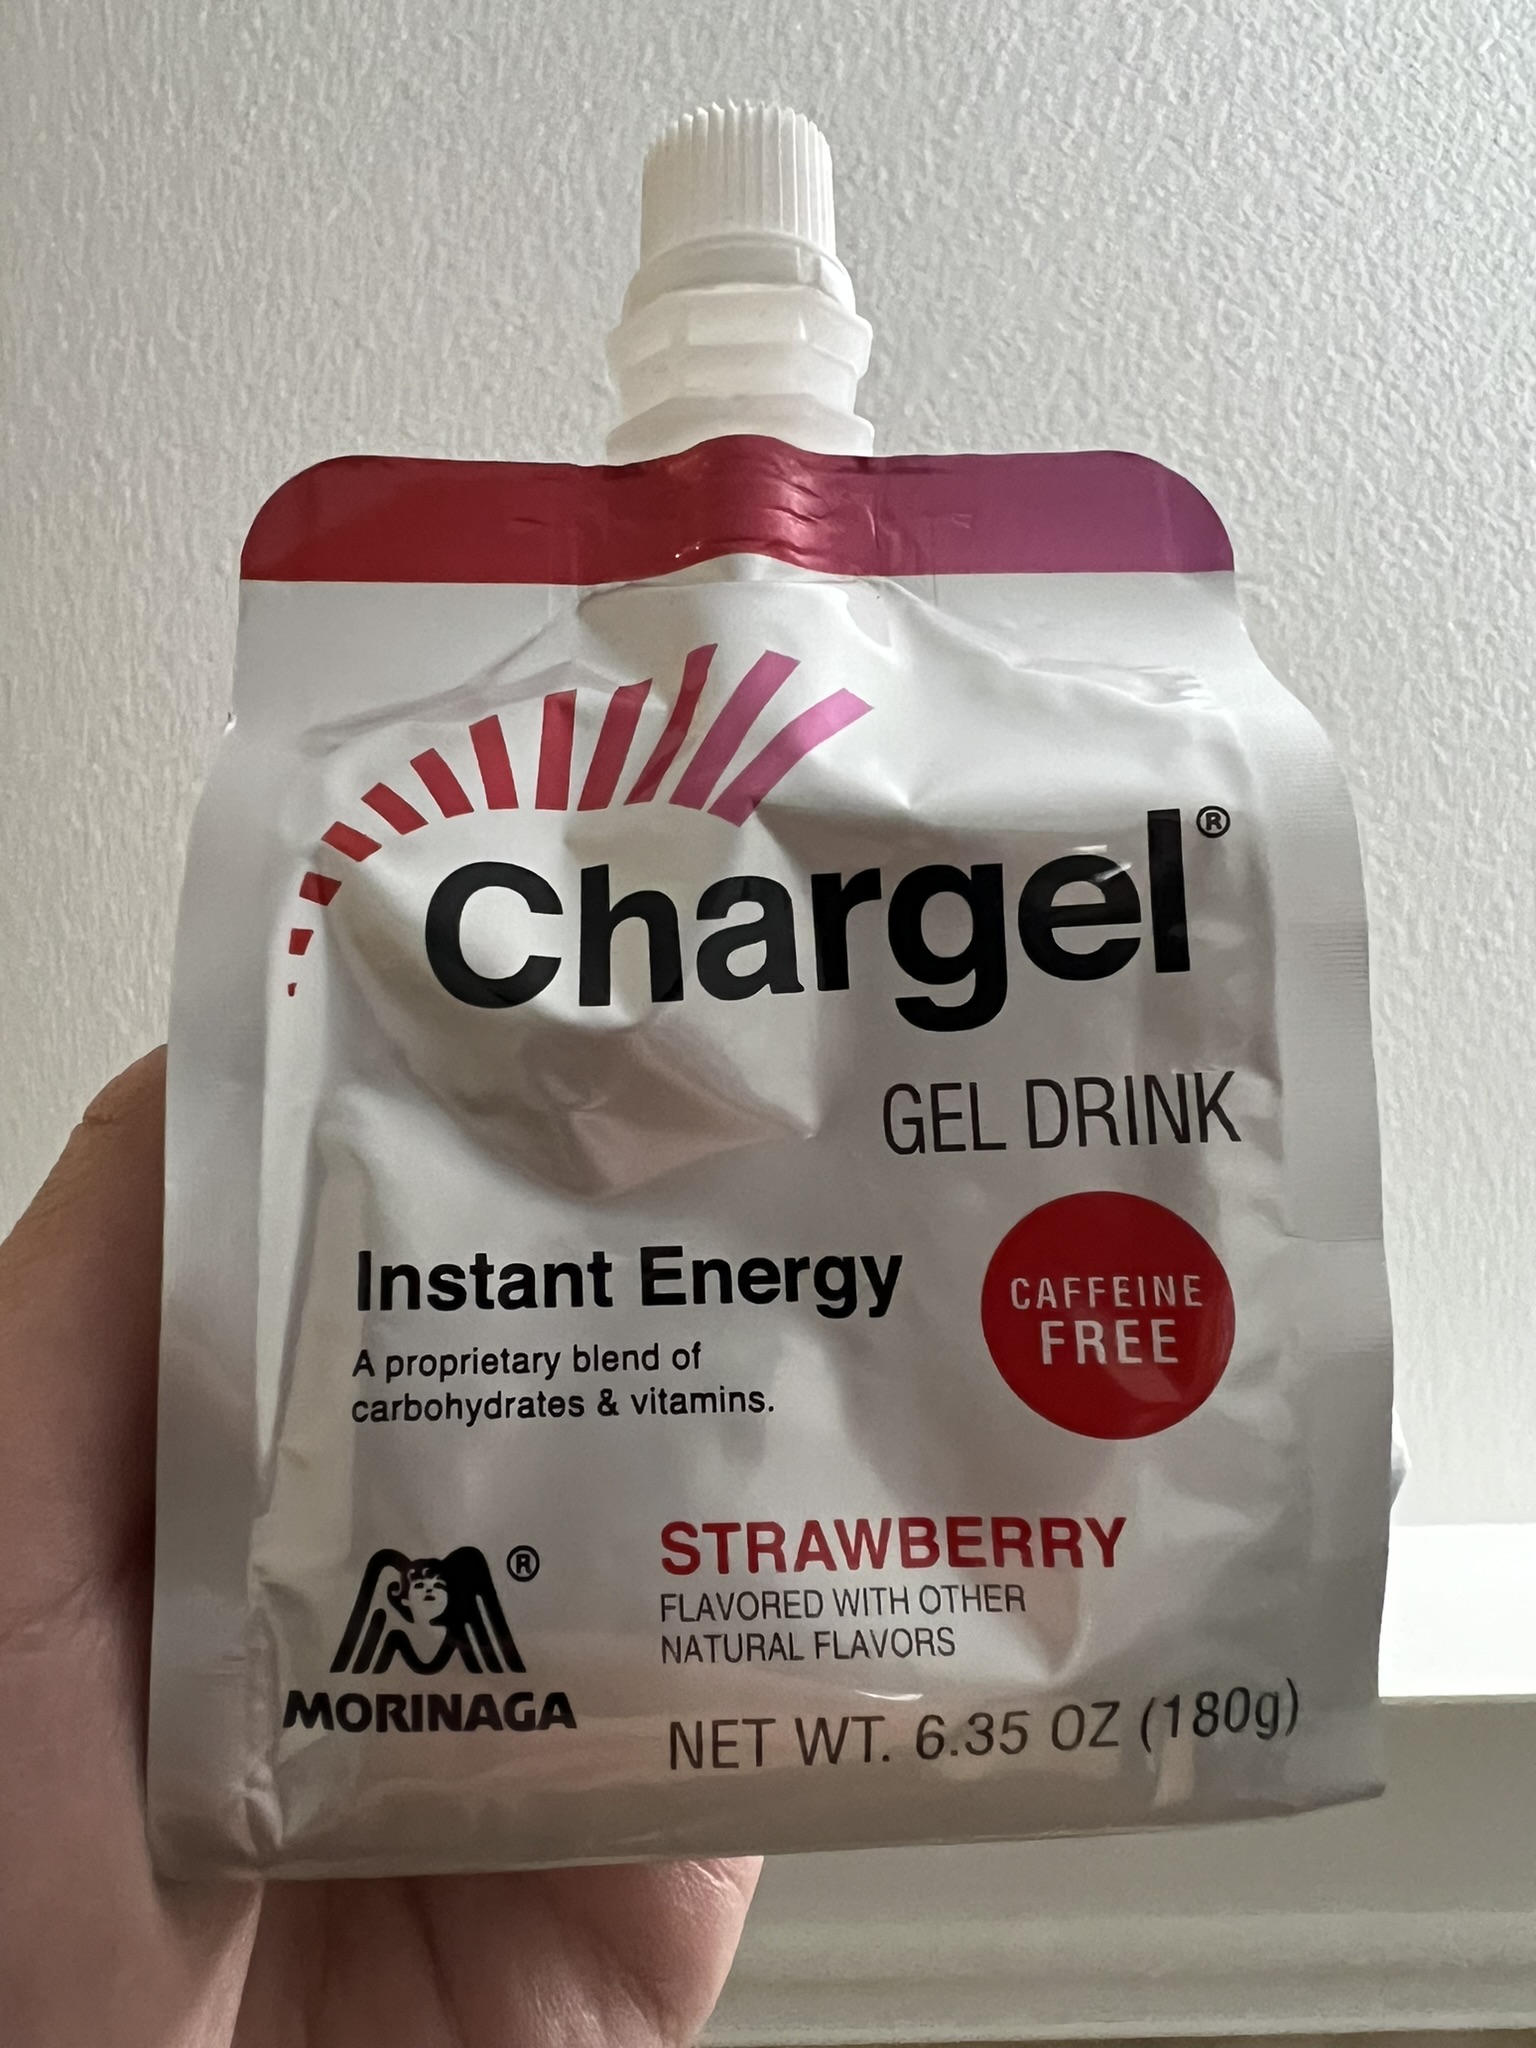 Chargel®
GEL DRINK
Instant Energy
A proprietary blend of
carbohydrates & vitamins.
CAFFEINE
FREE
STRAWBERRY
FLAVORED WITH OTHER
NATURAL FLAVORS
®
MORINAGA
NET WT. 6.35 OZ (180g)